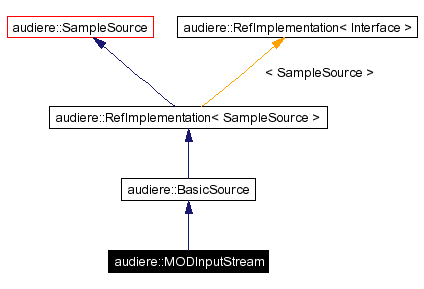 audiere::SampleSource
audiere::RefImplementation< Interface >
< SampleSource >
audiere::RefImplementation< SampleSource >
audiere::BasicSource
audiere::MODInputStream